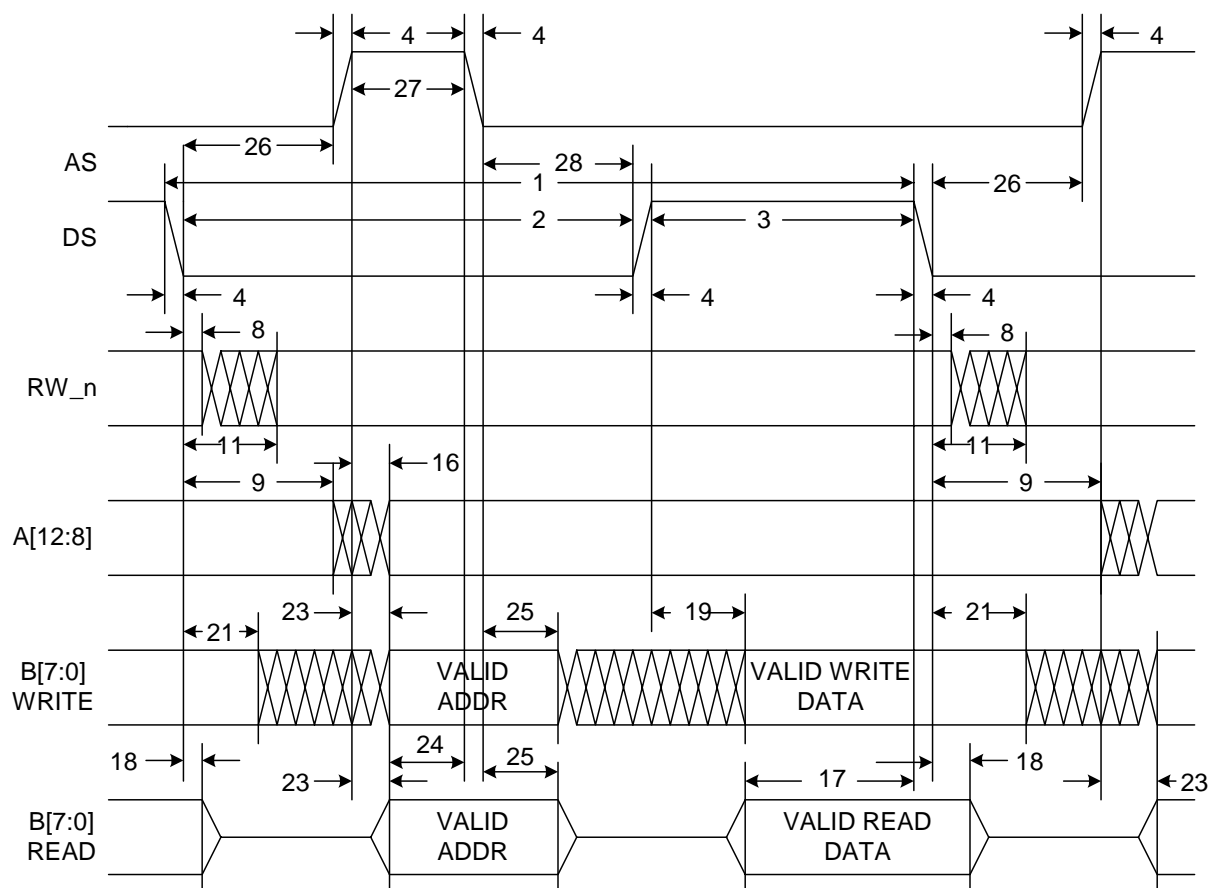 4 4 4
27
26
AS
28
1
26
2 3
DS
4 4 4
8 8
RW_n
11 11
16
9 9
A[12:8]
23 19
25
21 21
B[7:0] VALID VALID WRITE
WRITE ADDR DATA
24
18 25 18
23 17 23
B[7:0] VALID VALID READ
READ ADDR DATA